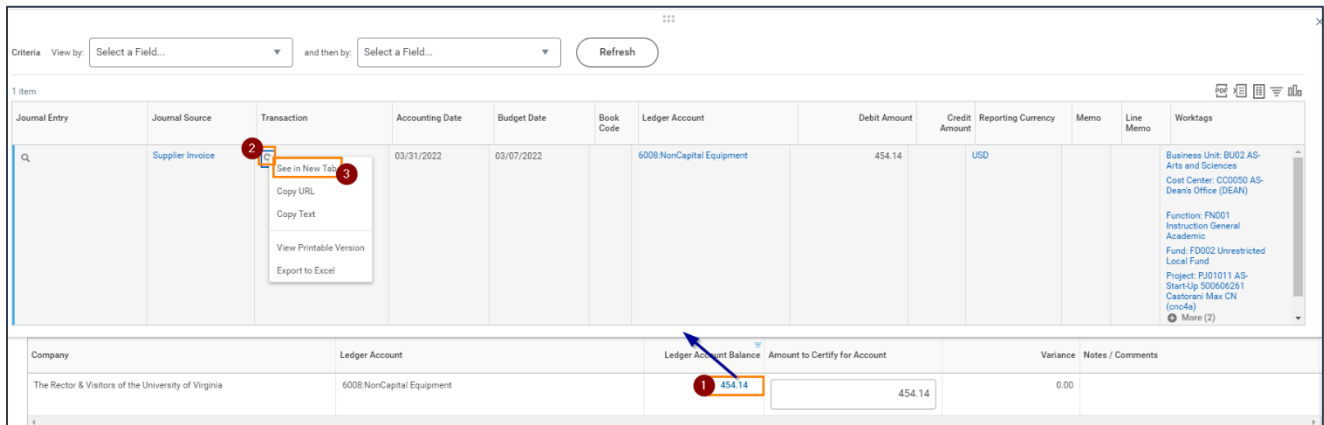 Criteria View by: Select a Field... and then by: Select a Field... Refresh
1 item
Journal Entry Journal Source Transaction Accounting Date Budget Date Book Code Ledger Account Debit Amount Credit Amount Reporting Currency Memo Line Memo Worktags
Supplier Invoice 2 03/31/2022 03/07/2022 6008:NonCapital Equipment 454.14 USD
See in New Tab 3
Copy URL
Copy Text
View Printable Version
Export to Excel
Business Unit: BU02 AS-
Arts and Sciences
Cost Center: CC0050 AS-
Dean's Office (DEAN)
Function: FN001
Instruction General
Academic
Fund: FD002 Unrestricted
Local Fund
Project: PJ01011 AS-
Start-Up 500606261
Castorani Max CN
(cnc4a)
More (2)
Company Ledger Account Ledger Account Balance Amount to Certify for Account Variance Notes / Comments
The Rector & Visitors of the University of Virginia 6008:NonCapital Equipment 1 454.14 454.14 0.00